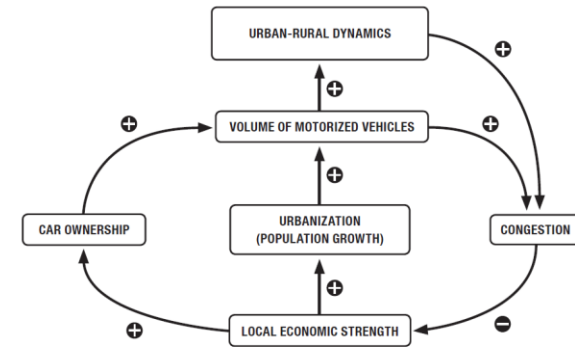 URBAN-RURAL DYNAMICS
+
+
VOLUME OF MOTORIZED VEHICLES
+
+
+
CAR OWNERSHIP
URBANIZATION
(POPULATION GROWTH)
CONGESTION
+
+
LOCAL ECONOMIC STRENGTH
−